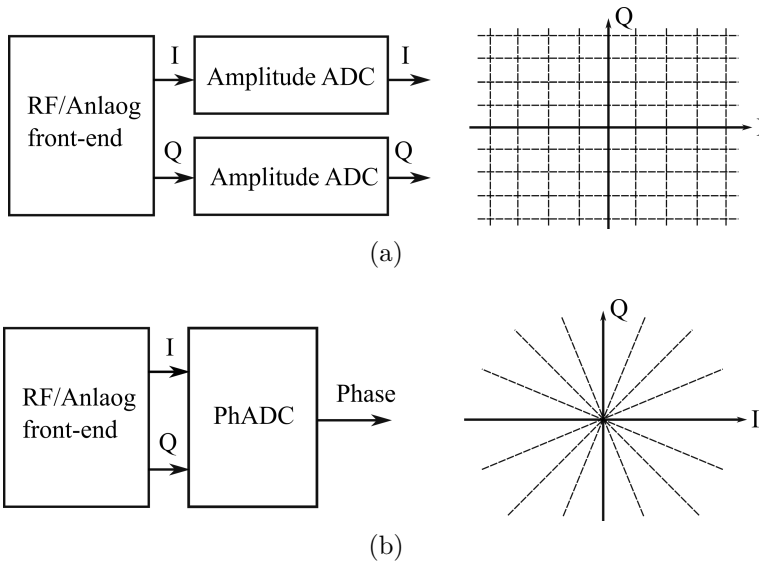 RF/Anlaog
front-end
I
Amplitude ADC
I
Q
Amplitude ADC
Q
Q
I
(a)
RF/Anlaog
front-end
I
Q
PhADC
Phase
Q
I
(b)